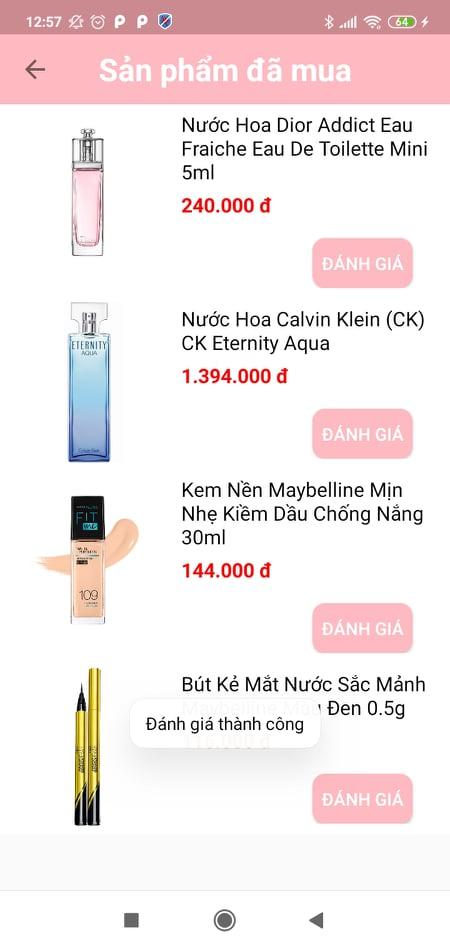 12:57
64
Sản phẩm đã mua
Nước Hoa Dior Addict Eau
Fraiche Eau De Toilette Mini
5ml
240.000 đ
ĐÁNH GIÁ
ETERNITY
AQUA
Calvin Klein
Nước Hoa Calvin Klein (CK)
CK Eternity Aqua
1.394.000 đ
ĐÁNH GIÁ
FIT
me
109
Kem Nền Maybelline Mịn
Nhẹ Kiềm Dầu Chống Nắng
30ml
144.000 đ
ĐÁNH GIÁ
Bút Kẻ Mắt Nước Sắc Mảnh
Maybelline Màu Đen 0.5g
Đánh giá thành công
ĐÁNH GIÁ